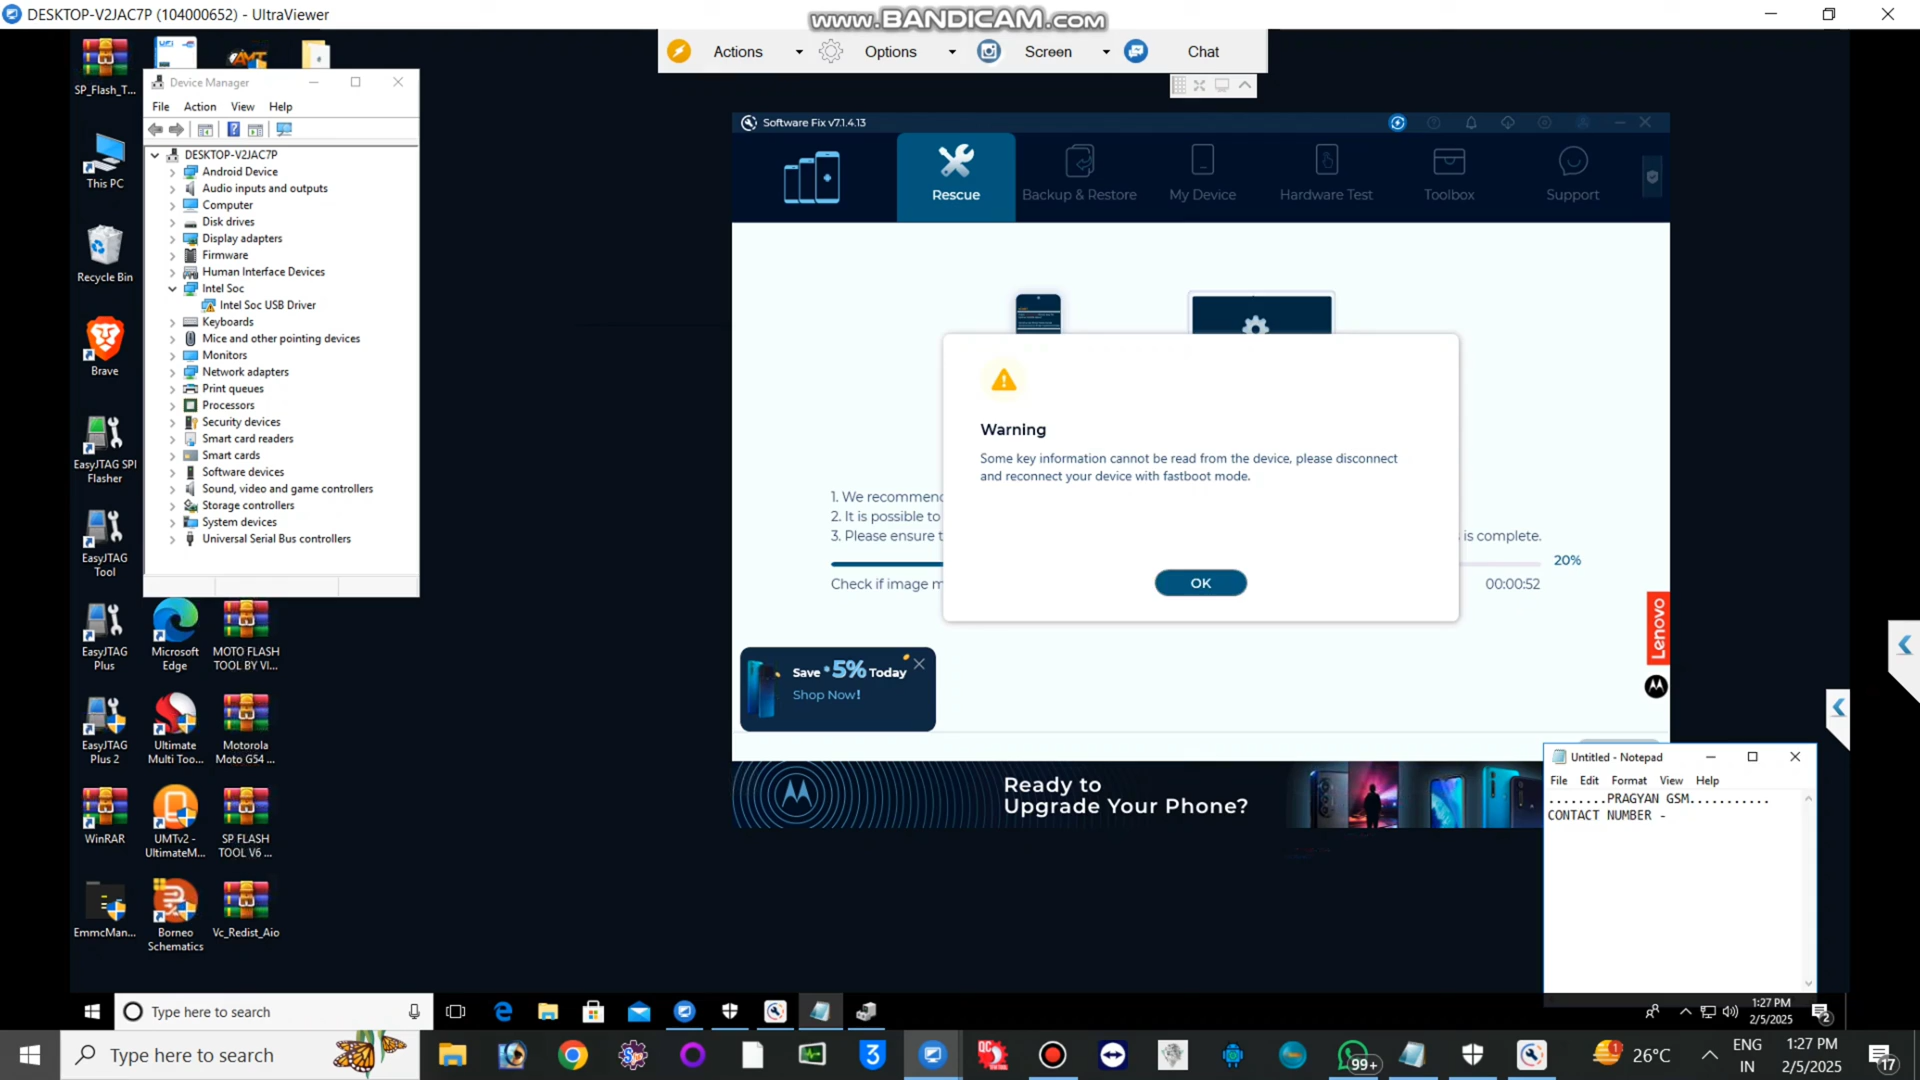 DESKTOP-V2JAC7P (104000652) - UltraViewer
www.BANDICAM.com
Actions
Options
Screen
Chat
SP_Flash_T...
This PC
Recycle Bin
Brave
EasyJTAG SPI
Flasher
EasyJTAG
Tool
EasyJTAG
Plus
Microsoft
Edge
MOTO FLASH
TOOL BY VI...
EasyJTAG
Plus 2
Ultimate
Multi Too...
Motorola
Moto G54 ...
WinRAR
UMTv2 -
UltimateM...
SP FLASH
TOOL V6 ...
EmmcMan...
Borneo
Schematics
Vc_Redist_Aio
Device Manager
File
Action
View
Help
DESKTOP-V2JAC7P
Android Device
Audio inputs and outputs
Computer
Disk drives
Display adapters
Firmware
Human Interface Devices
Intel Soc
Intel Soc USB Driver
Keyboards
Mice and other pointing devices
Monitors
Network adapters
Print queues
Processors
Security devices
Smart card readers
Smart cards
Software devices
Sound, video and game controllers
Storage controllers
System devices
Universal Serial Bus controllers
Software Fix v7.1.4.13
Rescue
Backup & Restore
My Device
Hardware Test
Toolbox
Support
Warning
Some key information cannot be read from the device, please disconnect
and reconnect your device with fastboot mode.
OK
1. We recommen
2. It is possible to
3. Please ensure t
is complete.
20%
Check if image m
00:00:52
Lenovo
Save 5% Today
Shop Now!
Ready to
Upgrade Your Phone?
Untitled - Notepad
File
Edit
Format
View
Help
........PRAGYAN GSM...........
CONTACT NUMBER -
Type here to search
1:27 PM
2/5/2025
2
Type here to search
99+
1
26°C
ENG
IN
1:27 PM
2/5/2025
17